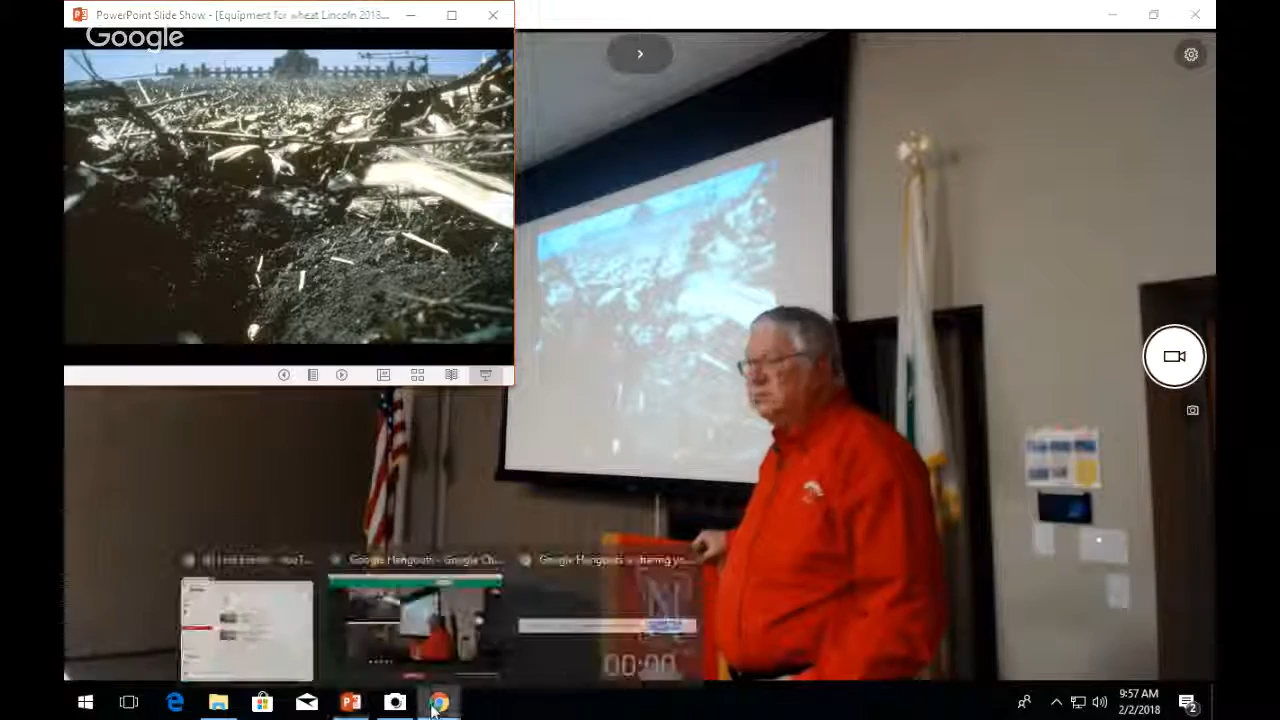 PowerPoint Slide Show - [Equipment for wheat Lincoln 2018...
Google
Google Hangouts - Google Ch...
Google Hangouts
N
00:00
9:57 AM
2/2/2018
2